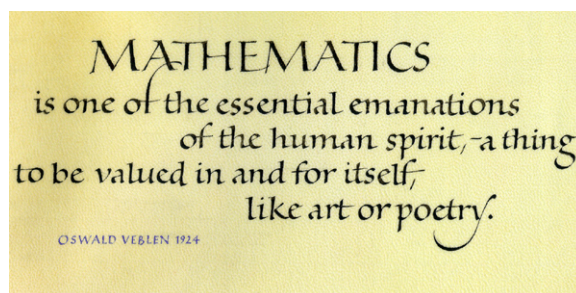 MATHEMATICS
is one of the essential emanations
of the human spirit,-a thing
to be valued in and for itself,-
like art or poetry.
OSWALD VEBLEN 1924